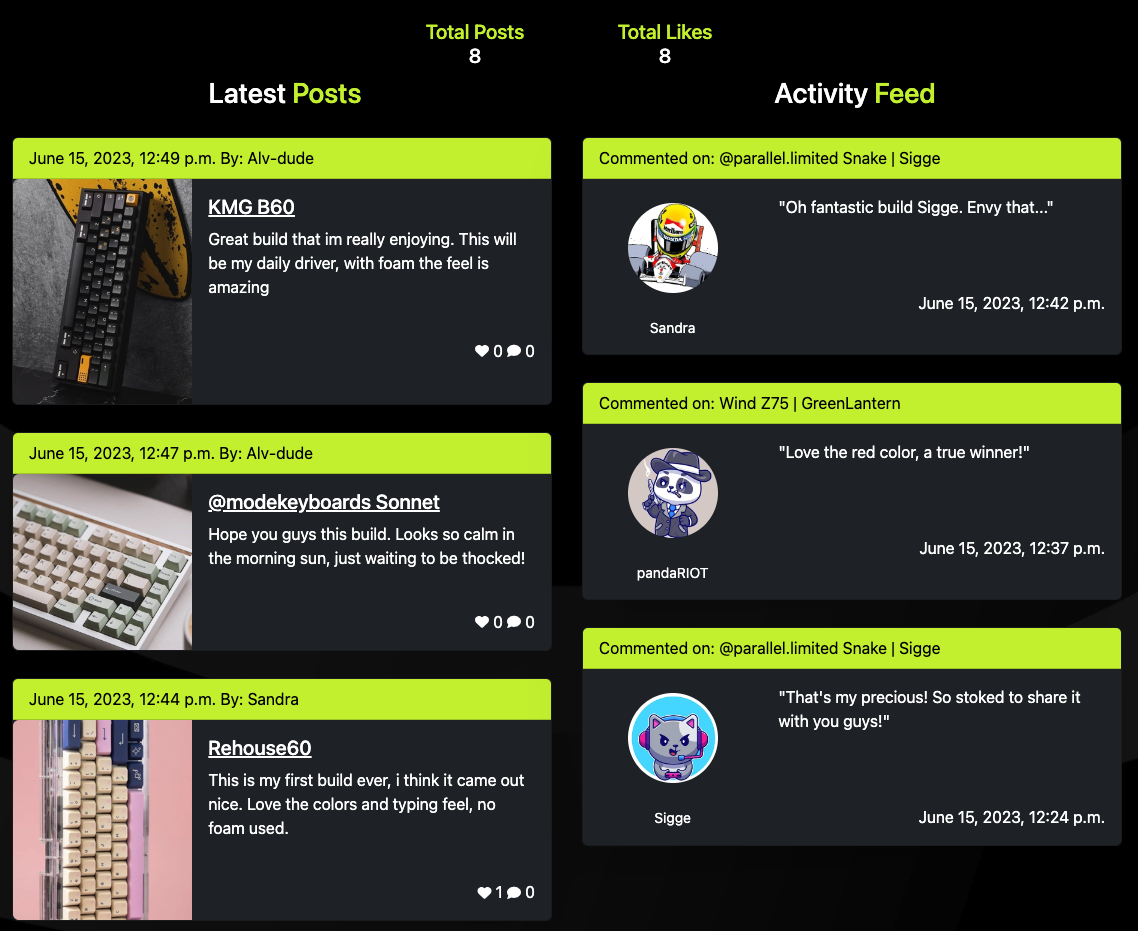 Total Posts
8
Total Likes
8
Latest Posts
June 15, 2023, 12:49 p.m. By: Alv-dude
KMG B60
Great build that im really enjoying. This will
be my daily driver, with foam the feel is
amazing
0 0
June 15, 2023, 12:47 p.m. By: Alv-dude
@modekeyboards Sonnet
Hope you guys this build. Looks so calm in
the morning sun, just waiting to be thocked!
0 0
June 15, 2023, 12:44 p.m. By: Sandra
Rehouse60
This is my first build ever, i think it came out
nice. Love the colors and typing feel, no
foam used.
1 0
Activity Feed
Commented on: @parallel.limited Snake | Sigge
"Oh fantastic build Sigge. Envy that..."
June 15, 2023, 12:42 p.m.
Sandra
Commented on: Wind Z75 | GreenLantern
"Love the red color, a true winner!"
June 15, 2023, 12:37 p.m.
pandaRIOT
Commented on: @parallel.limited Snake | Sigge
"That's my precious! So stoked to share it
with you guys!"
June 15, 2023, 12:24 p.m.
Sigge